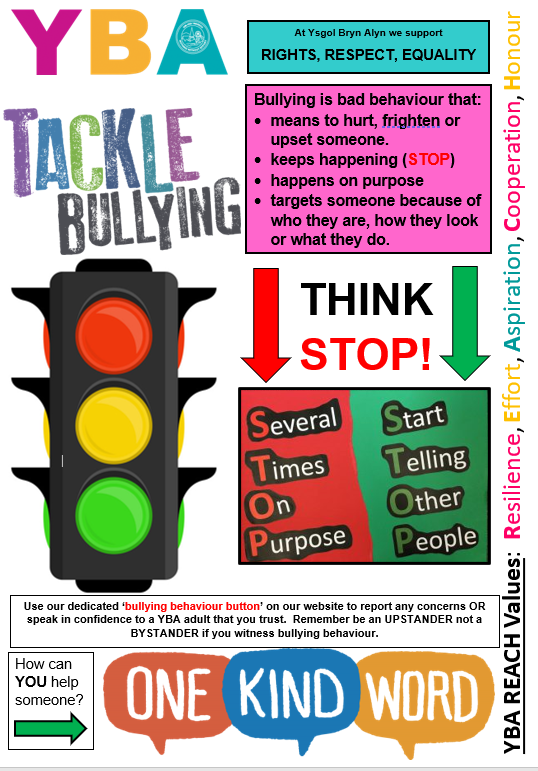 YBA
At Ysgol Bryn Alyn we support
RIGHTS, RESPECT, EQUALITY
TACKLE
BULLYING
Bullying is bad behaviour that:
• means to hurt, frighten or
upset someone.
• keeps happening (STOP)
• happens on purpose
• targets someone because of
who they are, how they look
or what they do.
THINK
STOP!
Several
Times
On
Purpose
Start
Telling
Other
People
Use our dedicated ‘bullying behaviour button’ on our website to report any concerns OR
speak in confidence to a YBA adult that you trust.  Remember be an UPSTANDER not a
BYSTANDER if you witness bullying behaviour.
How can
YOU help
someone?
ONE KIND WORD
YBA REACH Values: Resilience, Effort, Aspiration, Cooperation, Honour